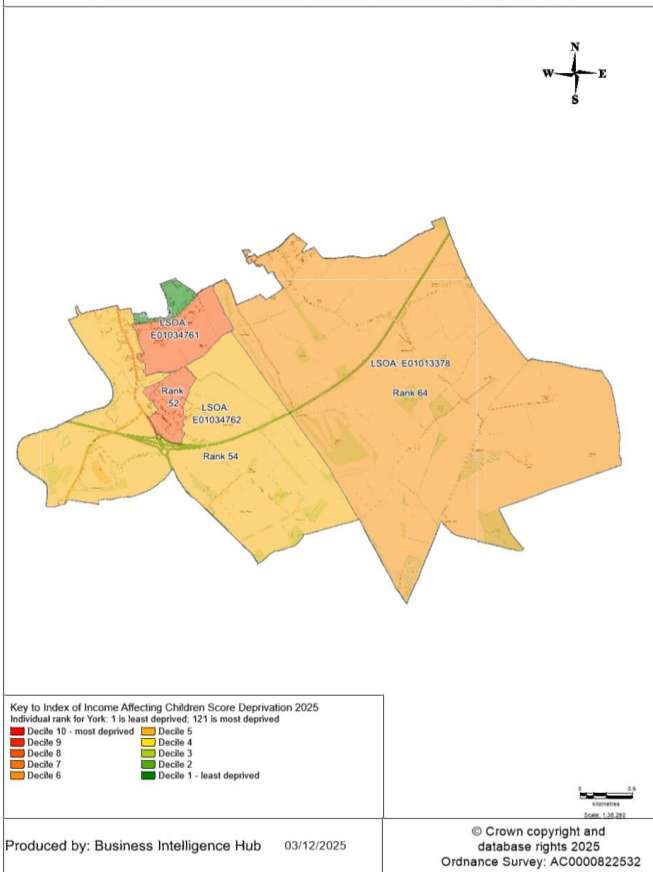 N
W E
S
LSOA:
E01034761
LSOA: E01013378
Rank
52
Rank 64
LSOA:
E01034762
Rank 54
Key to Index of Income Affecting Children Score Deprivation 2025
Individual rank for York: 1 is least deprived; 121 is most deprived
Decile 10 - most deprived
Decile 9
Decile 8
Decile 7
Decile 6
Decile 5
Decile 4
Decile 3
Decile 2
Decile 1 - least deprived
0 0.6
kilometres
Scale: 1:36,260
Produced by: Business Intelligence Hub 03/12/2025
© Crown copyright and
database rights 2025
Ordnance Survey: AC0000822532